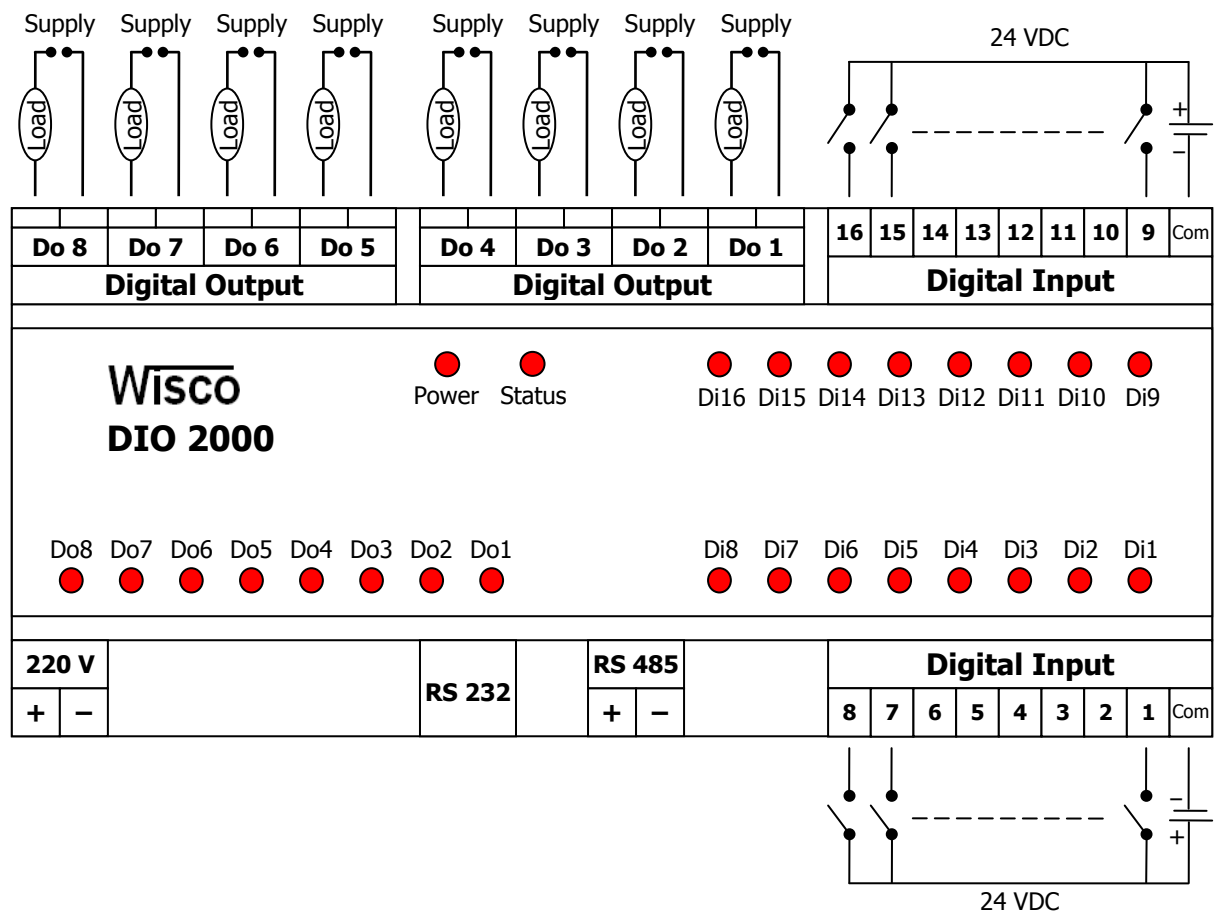 Supply Supply Supply Supply Supply Supply Supply Supply
24 VDC
Load Load Load Load Load Load Load Load
+
−
16 15 14 13 12 11 10 9 Com
Do 8 Do 7 Do 6 Do 5 Do 4 Do 3 Do 2 Do 1
Digital Output Digital Output Digital Input
Wisco
DIO 2000
Power Status Di16 Di15 Di14 Di13 Di12 Di11 Di10 Di9
Do8 Do7 Do6 Do5 Do4 Do3 Do2 Do1 Di8 Di7 Di6 Di5 Di4 Di3 Di2 Di1
220 V RS 232 RS 485 Digital Input
+ − + − 8 7 6 5 4 3 2 1 Com
−
+
24 VDC